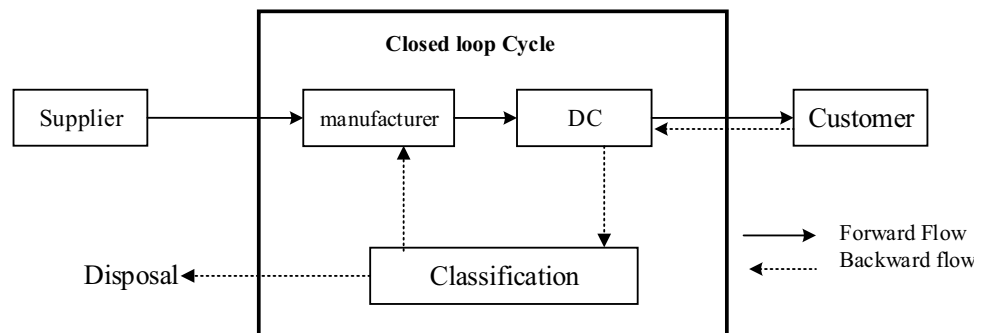 Closed loop Cycle
Supplier
manufacturer
DC
Customer
Forward Flow
Backward flow
Disposal
Classification